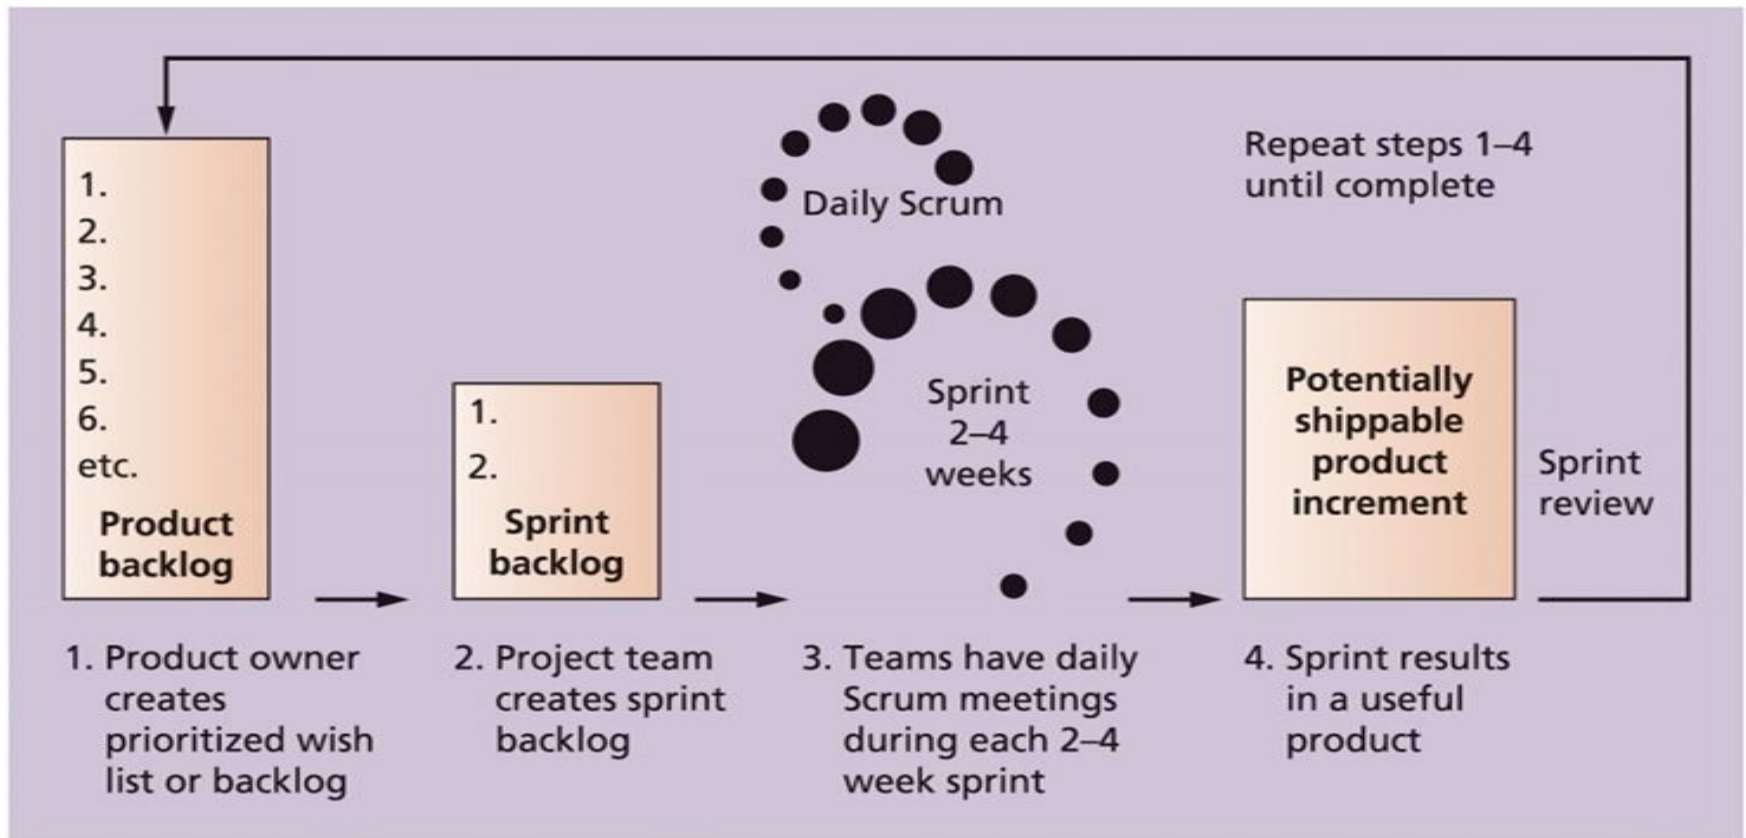 1.
2.
3.
4.
5.
6.
etc.
Product
backlog
1.
2.
Sprint
backlog
Daily Scrum
Sprint
2–4
weeks
Repeat steps 1–4
until complete
Potentially
shippable
product
increment
Sprint
review
1. Product owner
creates
prioritized wish
list or backlog
2. Project team
creates sprint
backlog
3. Teams have daily
Scrum meetings
during each 2–4
week sprint
4. Sprint results
in a useful
product